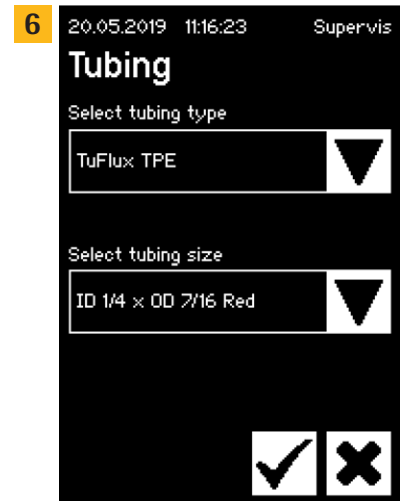 6
20.05.2019 11:16:23 Supervis
Tubing
Select tubing type
TuFlux TPE
Select tubing size
ID 1/4 x OD 7/16 Red